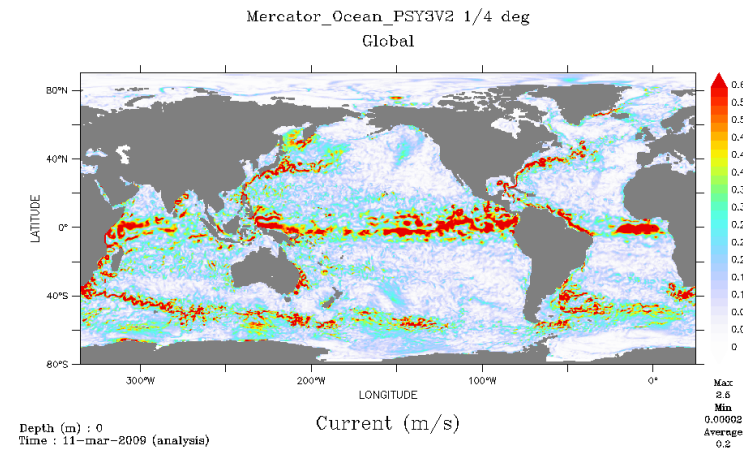 Mercator_Ocean_PSY3V2 1/4 deg
Global
80°N
40°N
0°
40°S
80°S
LATITUDE
300°W
200°W
100°W
0°
LONGITUDE
0
Max
2.5
Min
0.00002
Average
0.2
Current (m/s)
Depth (m) : 0
Time : 11-mar-2009 (analysis)